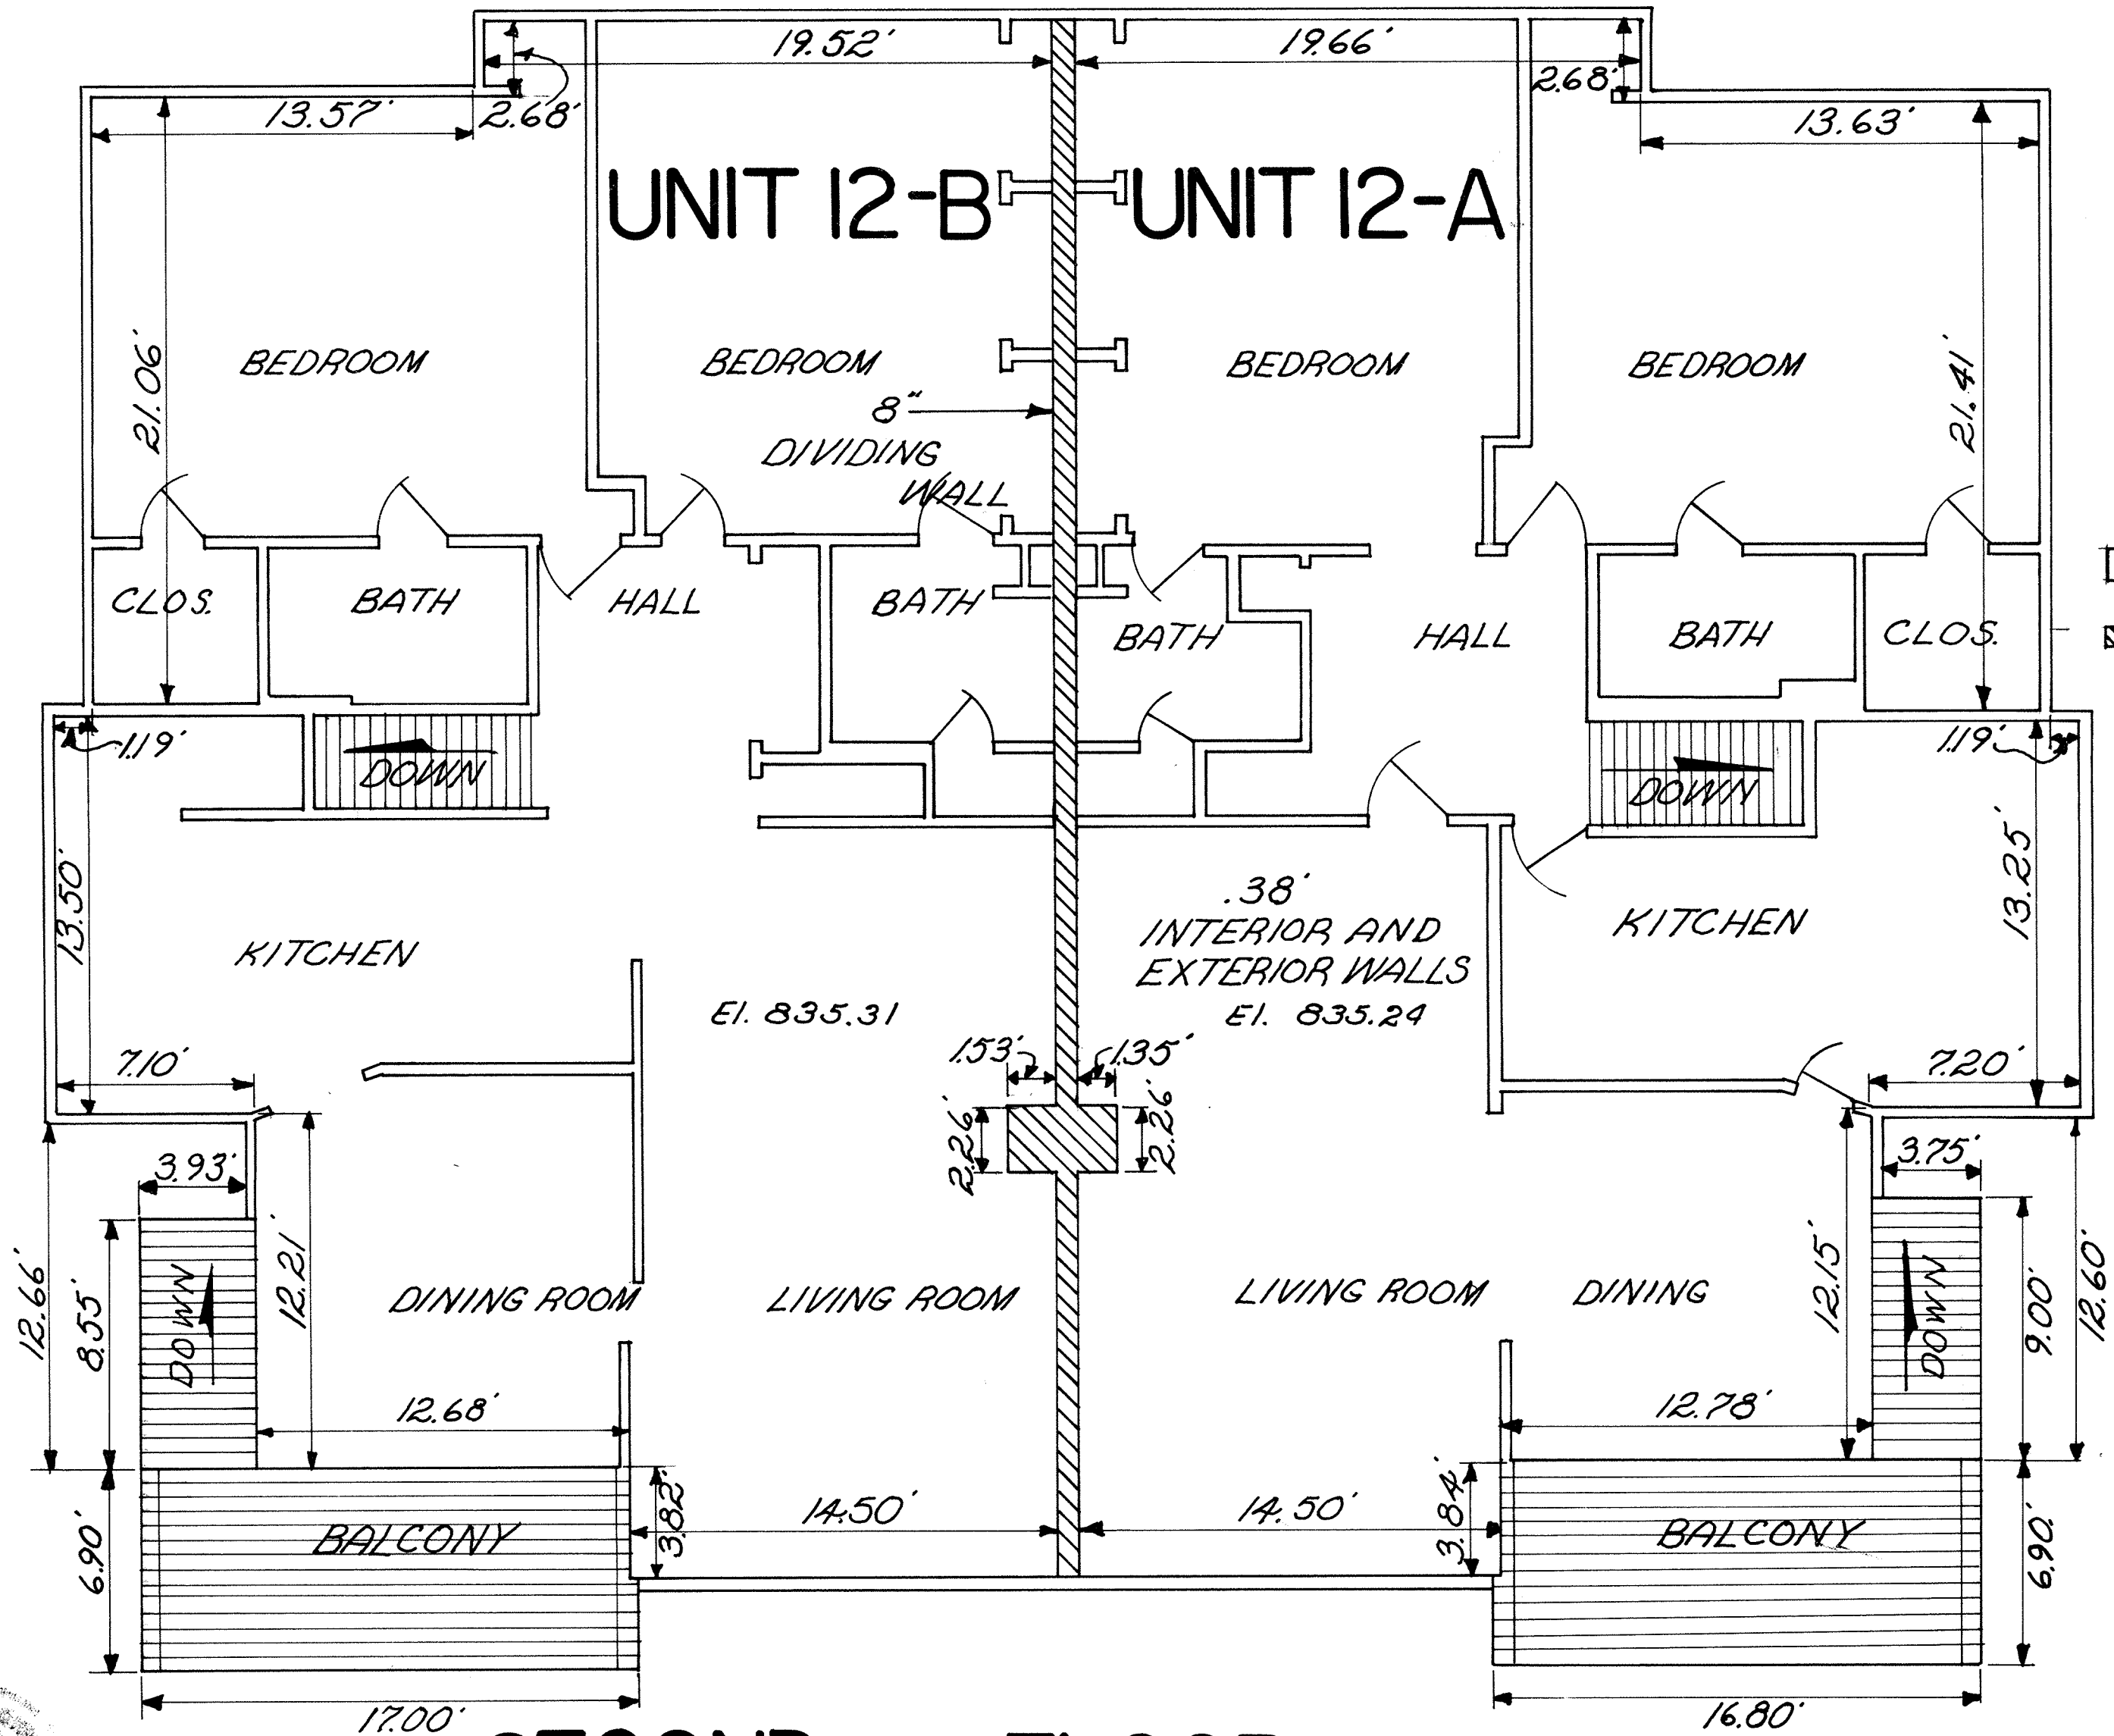 19.52'
19.66'
2.68'
2.68'
13.57'
13.63'
UNIT 12-B
UNIT 12-A
21.06'
21.41'
BEDROOM
BEDROOM
BEDROOM
BEDROOM
8"
DIVIDING
WALL
CLOS.
BATH
HALL
BATH
BATH
HALL
BATH
CLOS.
1.19'
DOWN
DOWN
1.19'
13.50'
13.25'
KITCHEN
.38'
INTERIOR AND
EXTERIOR WALLS
KITCHEN
El. 835.31
El. 835.24
7.10'
1.53'
1.35'
7.20'
2.26'
2.26'
3.93'
3.75'
12.66'
8.55'
DOWN
12.21'
DINING ROOM
LIVING ROOM
LIVING ROOM
DINING
12.15'
DOWN
9.00'
12.60'
12.68'
12.78'
6.90'
BALCONY
3.82'
14.50'
14.50'
3.84'
BALCONY
6.90'
17.00'
16.80'
SECOND FLOOR